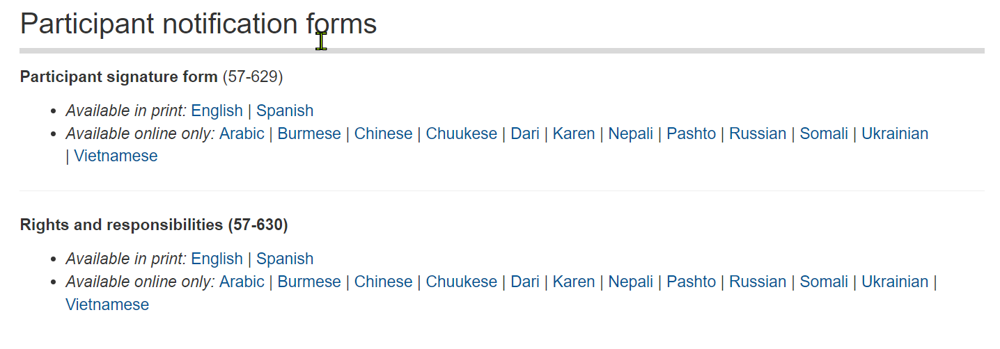 Participant notification forms
Participant signature form (57-629)
• Available in print: English | Spanish
• Available online only: Arabic | Burmese | Chinese | Chuukese | Dari | Karen | Nepali | Pashto | Russian | Somali | Ukrainian
| Vietnamese
Rights and responsibilities (57-630)
• Available in print: English | Spanish
• Available online only: Arabic | Burmese | Chinese | Chuukese | Dari | Karen | Nepali | Pashto | Russian | Somali | Ukrainian |
Vietnamese